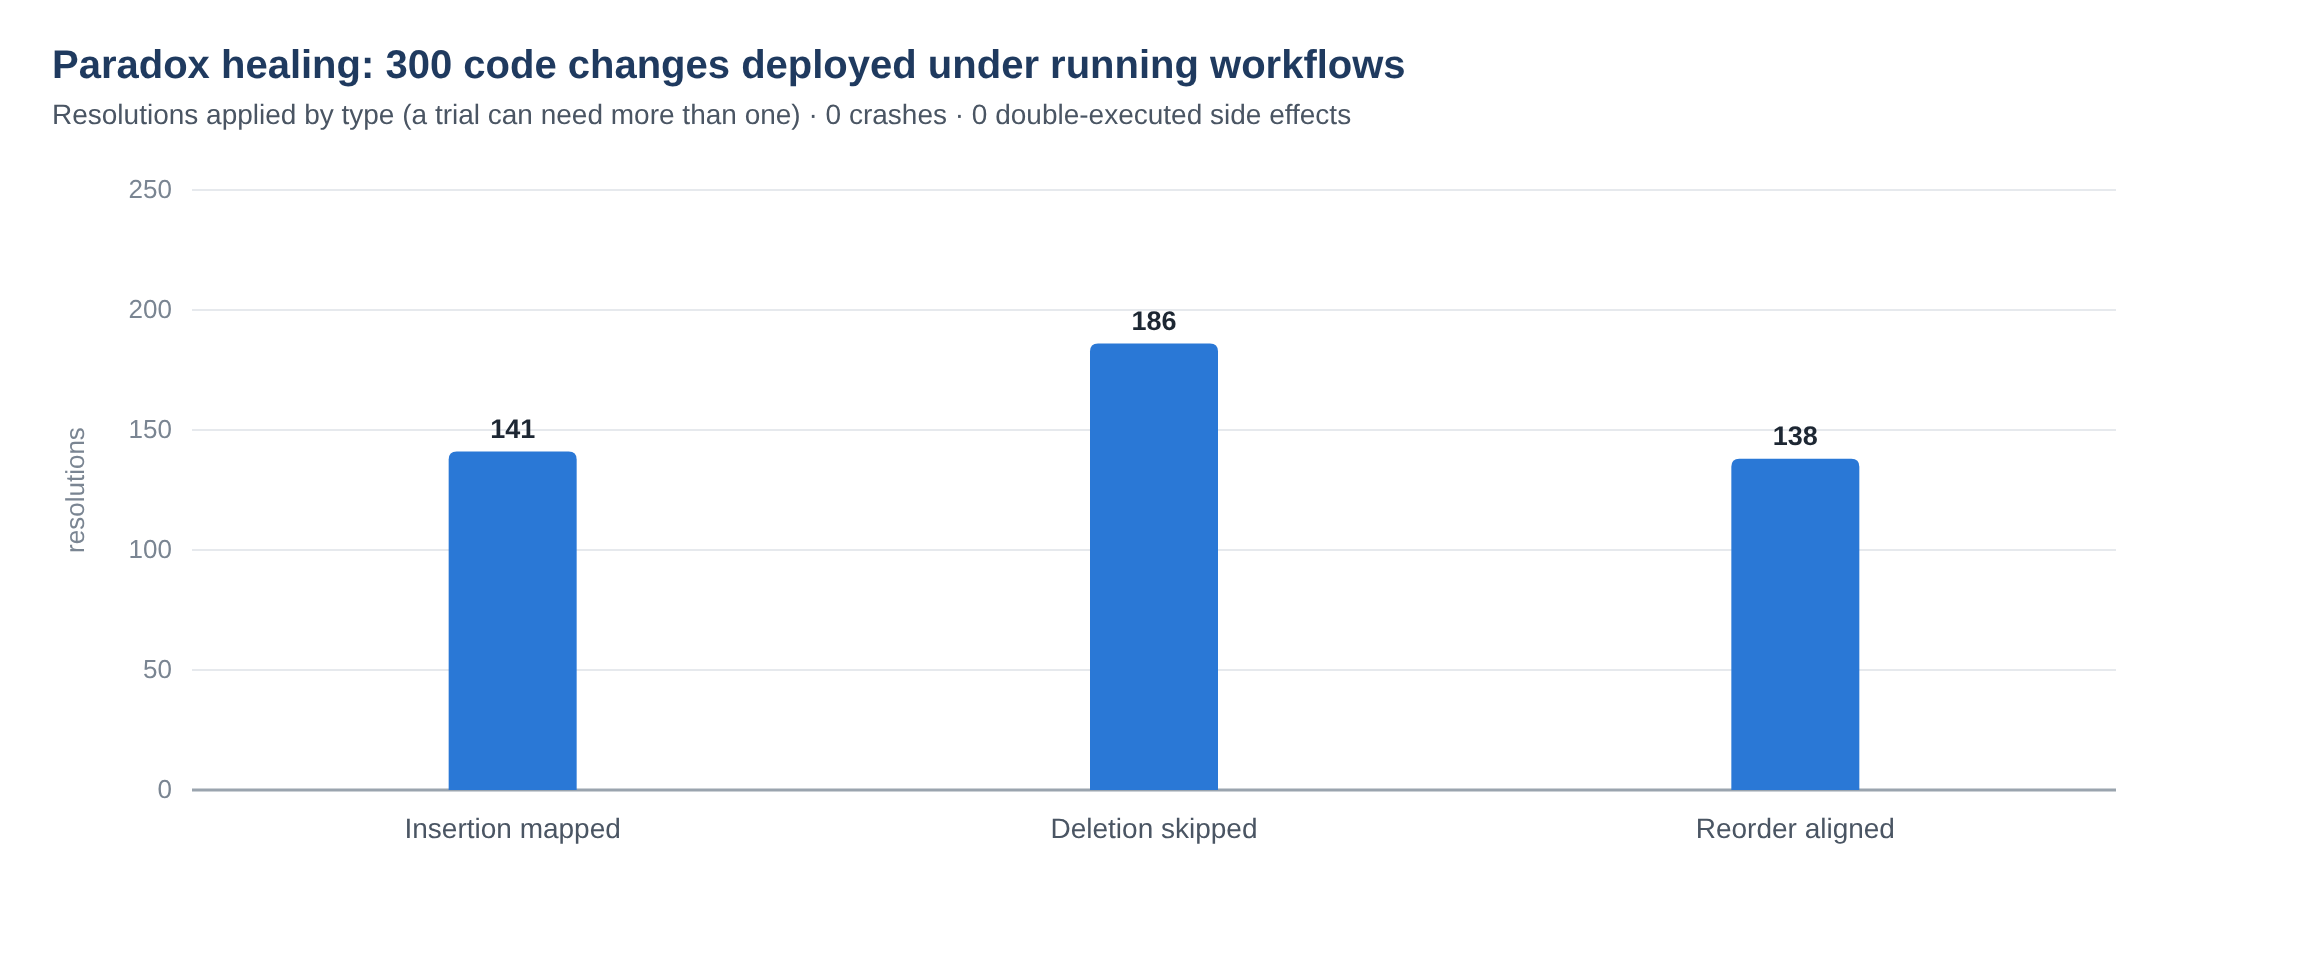 Paradox healing: 300 code changes deployed under running workflows
Resolutions applied by type (a trial can need more than one) · 0 crashes · 0 double-executed side effects
250
200
186
150
141
138
resolutions
100
50
0
Insertion mapped
Deletion skipped
Reorder aligned